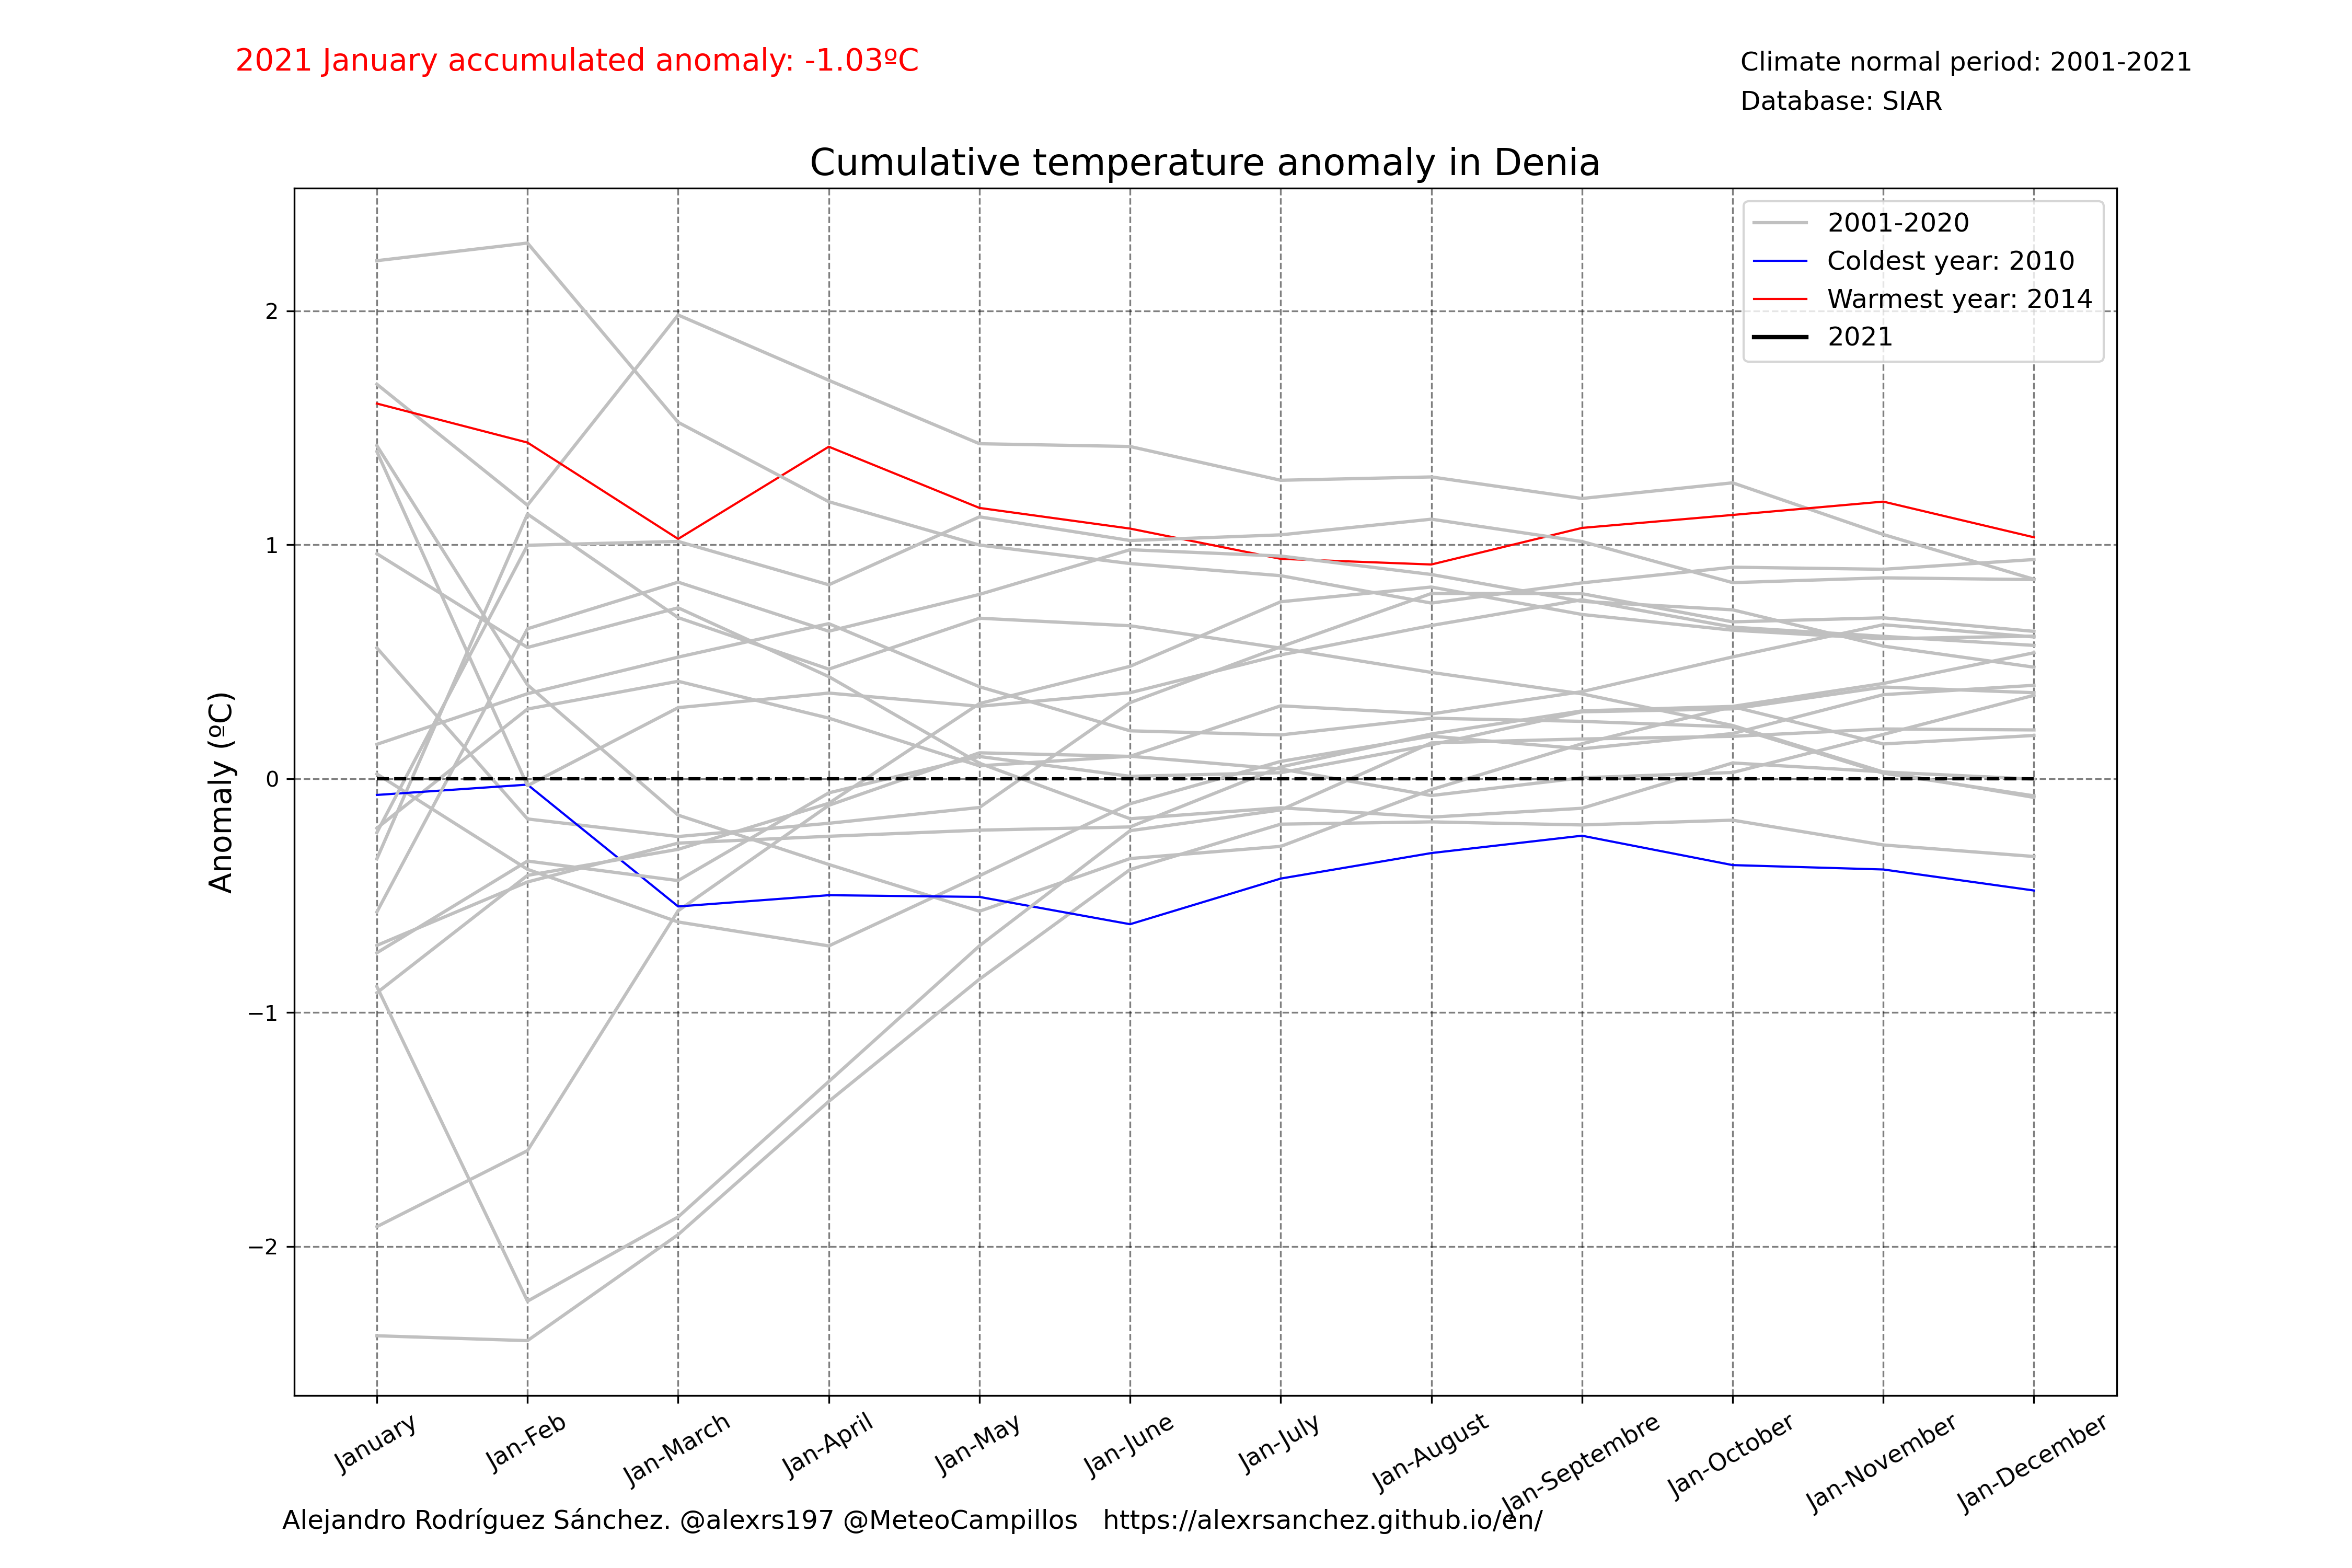 2021 January accumulated anomaly: -1.03ºC
Climate normal period: 2001-2021
Database: SIAR
Cumulative temperature anomaly in Denia
2001-2020
Coldest year: 2010
Warmest year: 2014
2021
Anomaly (ºC)
2
1
0
−1
−2
January
Jan-Feb
Jan-March
Jan-April
Jan-May
Jan-June
Jan-July
Jan-August
Jan-Septembre
Jan-October
Jan-November
Jan-December
Alejandro Rodríguez Sánchez. @alexrs197 @MeteoCampillos   https://alexrsanchez.github.io/en/